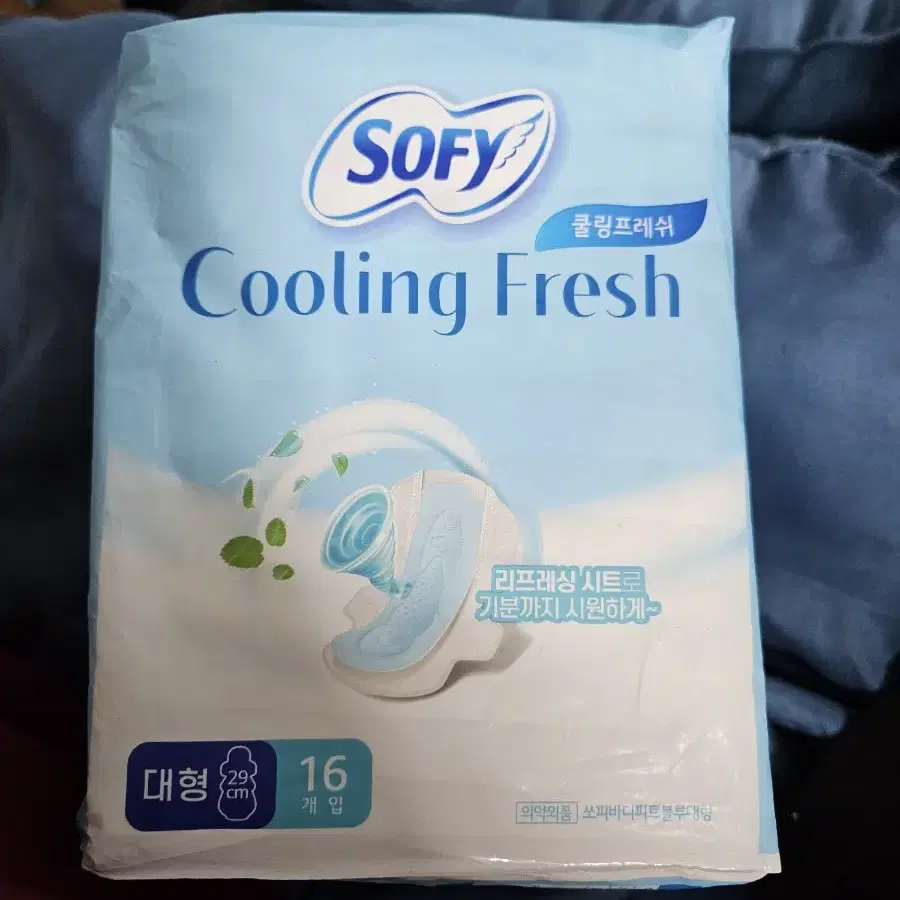 SOFY
쿨링프레쉬
Cooling Fresh
리프레싱 시트로
기분까지 시원하게~
대형 29cm 16개입
의약외품 쏘피바디피트블루대형